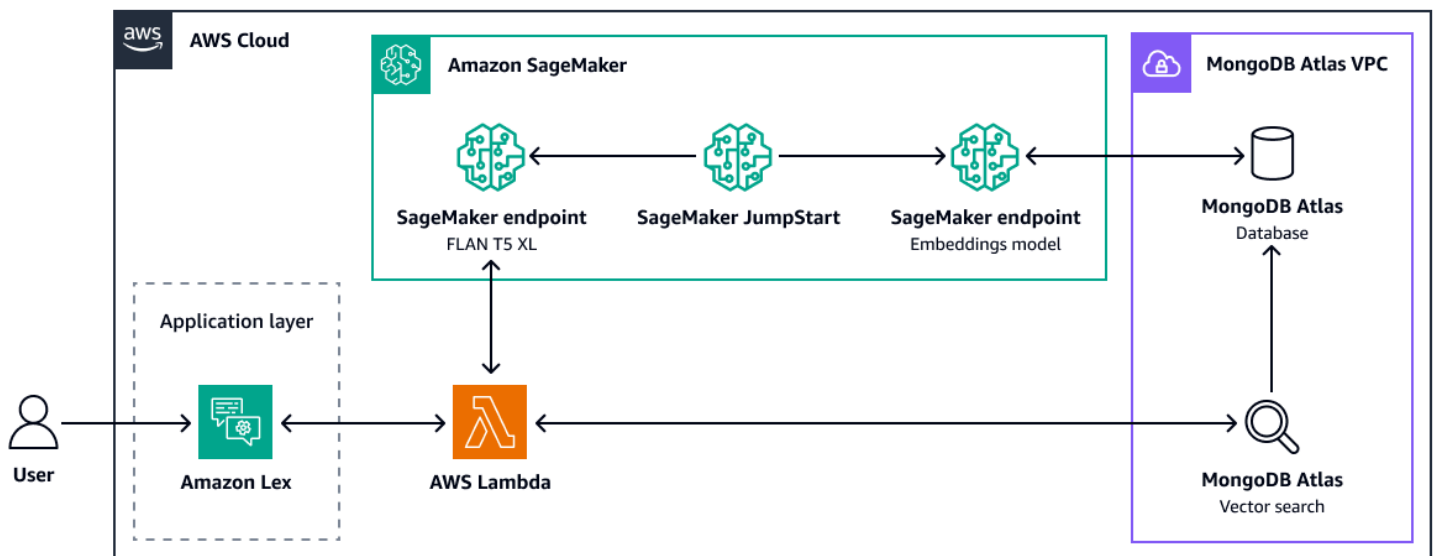 aws
AWS Cloud
Amazon SageMaker
MongoDB Atlas VPC
SageMaker endpoint
FLAN T5 XL
SageMaker JumpStart
SageMaker endpoint
Embeddings model
MongoDB Atlas
Database
Application layer
User
Amazon Lex
AWS Lambda
MongoDB Atlas
Vector search